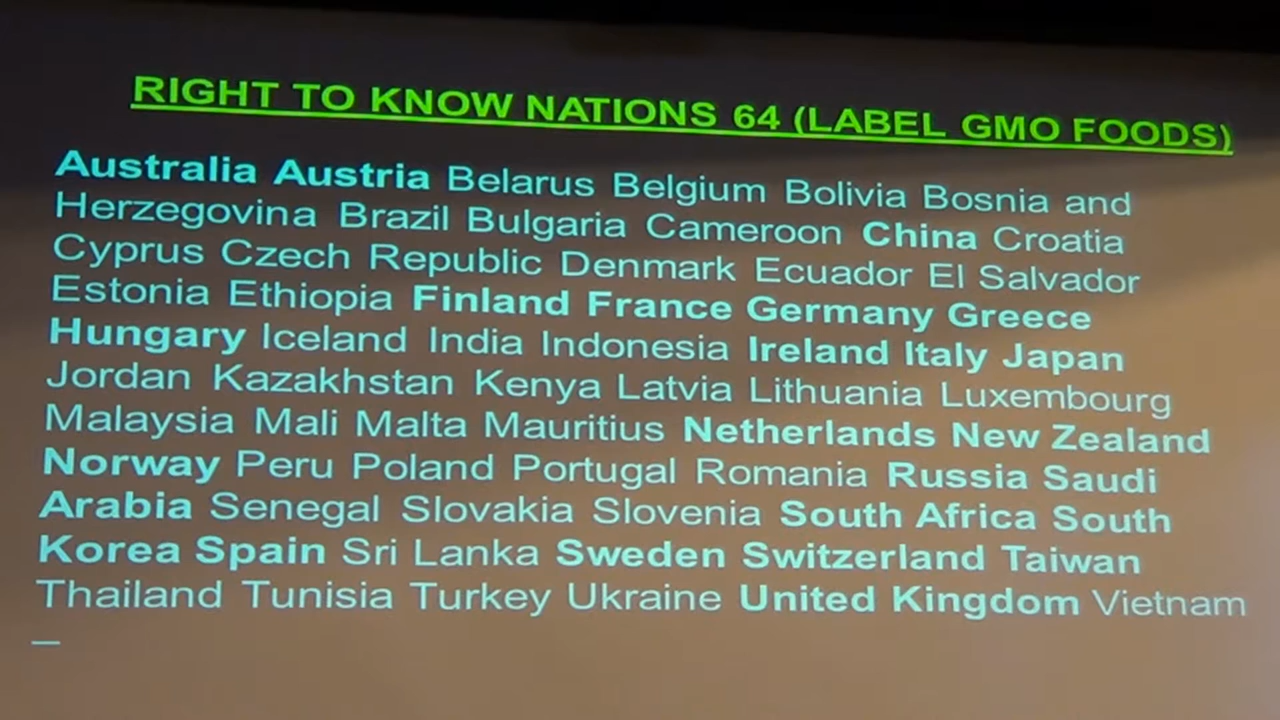 RIGHT TO KNOW NATIONS 64 (LABEL GMO FOODS)
Australia Austria Belarus Belgium Bolivia Bosnia and
Herzegovina Brazil Bulgaria Cameroon China Croatia
Cyprus Czech Republic Denmark Ecuador El Salvador
Estonia Ethiopia Finland France Germany Greece
Hungary Iceland India Indonesia Ireland Italy Japan
Jordan Kazakhstan Kenya Latvia Lithuania Luxembourg
Malaysia Mali Malta Mauritius Netherlands New Zealand
Norway Peru Poland Portugal Romania Russia Saudi
Arabia Senegal Slovakia Slovenia South Africa South
Korea Spain Sri Lanka Sweden Switzerland Taiwan
Thailand Tunisia Turkey Ukraine United Kingdom Vietnam
_